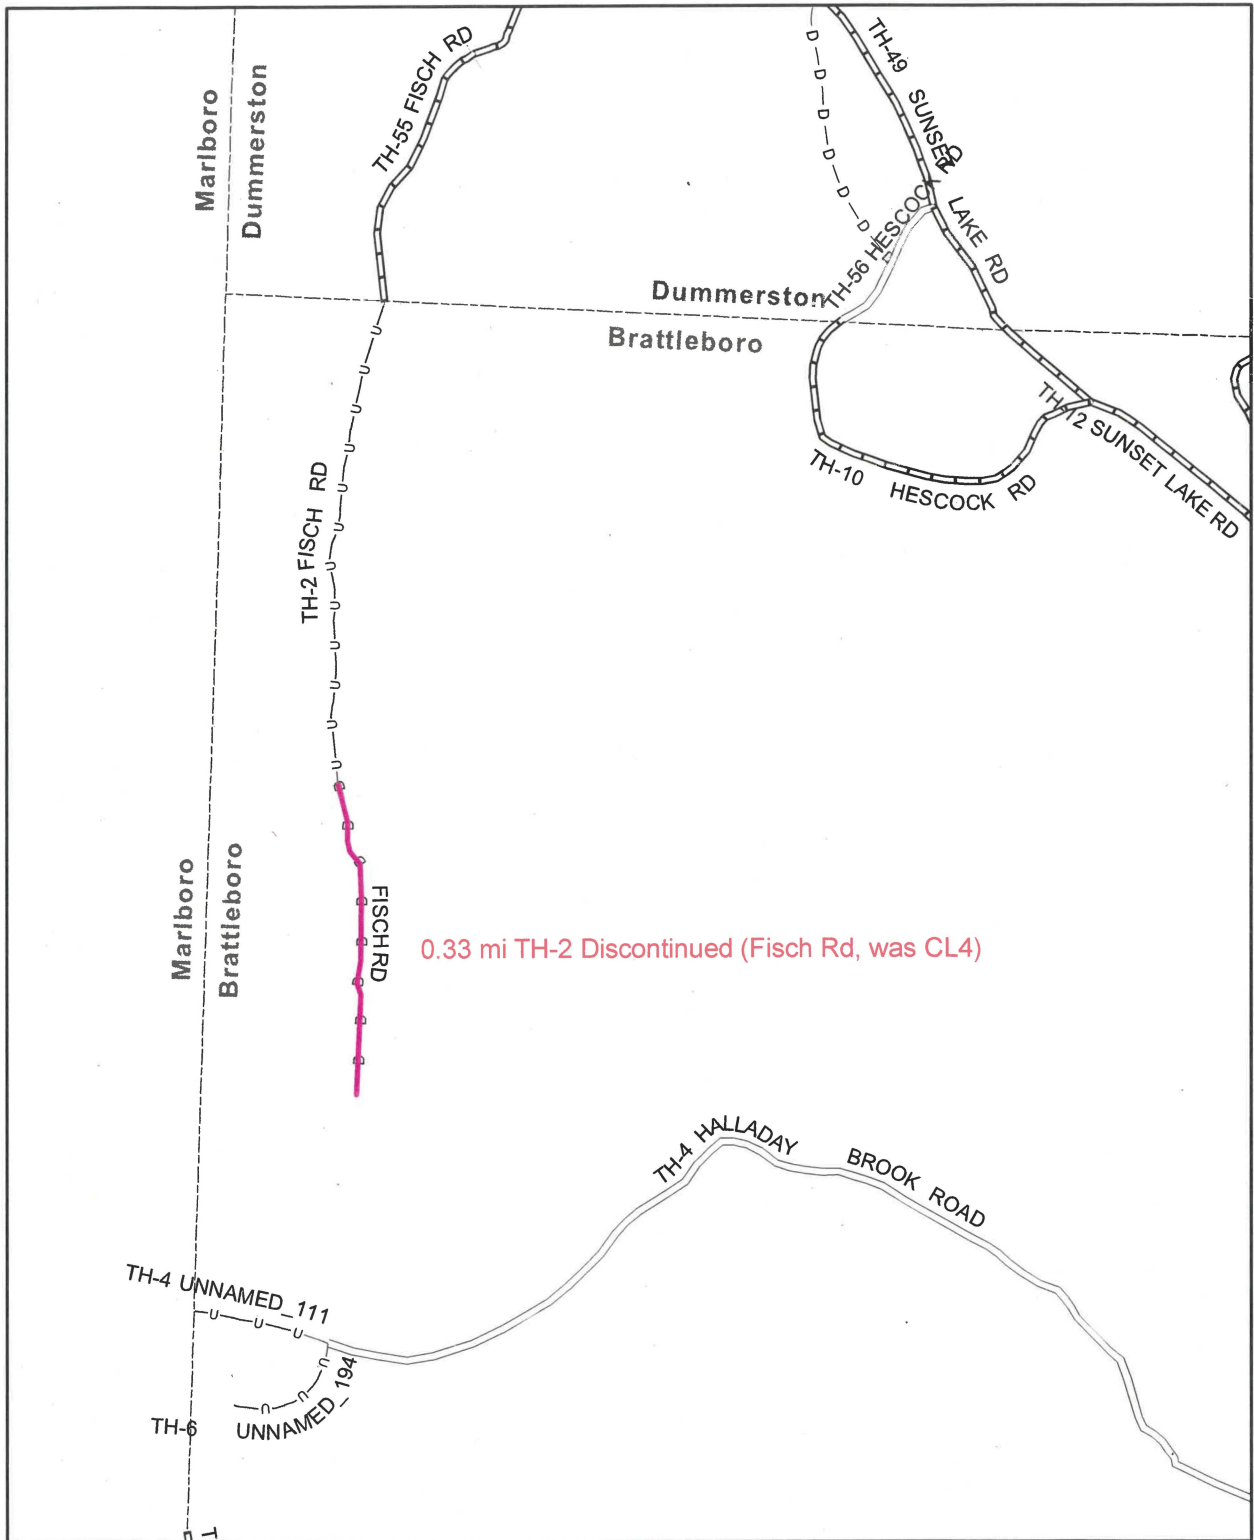 TH-55 FISCH RD
TH-49 SUNSET LAKE RD
Marlboro
Dummerston
TH-56 HESCOCK RD
Dummerston
Brattleboro
TH-2 FISCH RD
TH-10 HESCOCK RD
TH-12 SUNSET LAKE RD
Marlboro
Brattleboro
FISCH RD
0.33 mi TH-2 Discontinued (Fisch Rd, was CL4)
TH-4 HALLADAY BROOK ROAD
TH-4 UNNAMED_111
UNNAMED_194
TH-6